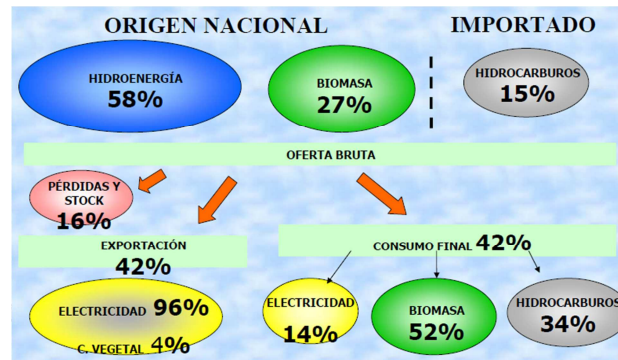 ORIGEN NACIONAL
IMPORTADO
HIDROENERGÍA
58%
BIOMASA
27%
HIDROCARBUROS
15%
OFERTA BRUTA
PÉRDIDAS Y
STOCK
16%
EXPORTACIÓN
42%
CONSUMO FINAL 42%
ELECTRICIDAD 96%
C. VEGETAL 4%
ELECTRICIDAD
14%
BIOMASA
52%
HIDROCARBUROS
34%